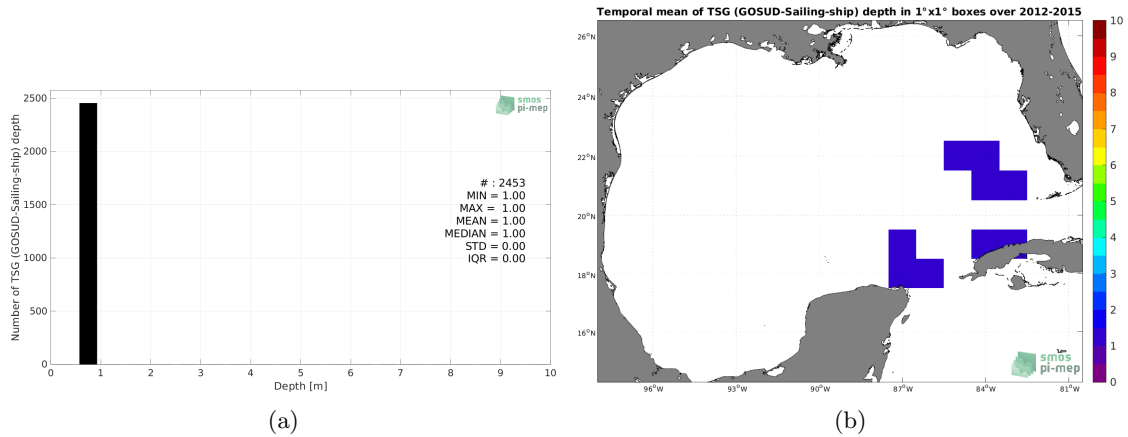 Temporal mean of TSG (GOSUD-Sailing-ship) depth in 1°x1° boxes over 2012-2015
Number of TSG (GOSUD-Sailing-ship) depth
2500
2000
1500
1000
500
0
smos
pi-mep
# : 2453
MIN = 1.00
MAX = 1.00
MEAN = 1.00
MEDIAN = 1.00
STD = 0.00
IQR = 0.00
0 1 2 3 4 5 6 7 8 9 10
Depth [m]
(a)
26°N
24°N
22°N
20°N
18°N
16°N
96°W 93°W 90°W 87°W 84°W 81°W
smos
pi-mep
10
9
8
7
6
5
4
3
2
1
0
(b)